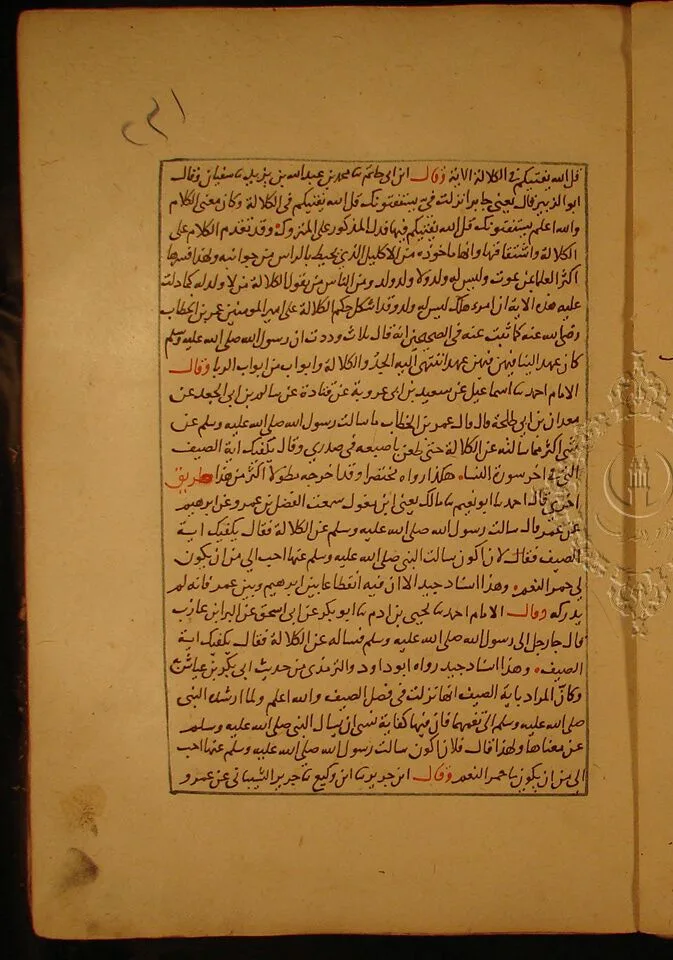 قل الله يفتيكم في الكلالة الاية وقال ابن ابي حاتم ثنا محمد بن عبد الله بن يزيد ثنا سفيان وقال
ابو الزبير قال يعني جابرا نزلت في يستفتونك قل الله يفتيكم في الكلالة وكان معنى الكلام
والله اعلم يستفتونك قل الله يفتيكم فيها فدل المذكور على المتروك وقد تقدم الكلام على
الكلالة واشتقاقها وانها ماخوذه من الاكليل الذي يحيط بالراس من جوانبه ولهذا فسرها
اكثر العلما بمن يموت وليس له ولد ولا ولد ولد ومن الناس من يقول الكلالة من لا ولد له كما دلت
عليه هذه الاية ان امرء هلك ليس له ولد وقد اشكل حكم الكلالة على امير المومنين عمر بن الخطاب
رضي الله عنه كما ثبت عنه في الصحيحين انه قال ثلاث وددت ان رسول الله صلى الله عليه وسلم
كان عهد الينا فيهن عهدا ننتهي اليه الجد والكلالة وابواب من ابواب الربا وقال
الامام احمد ثنا اسماعيل عن سعيد بن ابي عروبة عن قتادة عن سالم بن ابي الجعد عن
معدان بن ابي طلحة قال قال عمر بن الخطاب ما سالت رسول الله صلى الله عليه وسلم عن
شي اكثر مما سالته عن الكلالة حتى طعن باصبعه في صدري وقال يكفيك اية الصيف
التي في اخر سورة النساء هكذا رواه مختصرا وقد اخرجه مطولا اكثر من هذا طريق
اخرى قال احمد ثنا ابو نعيم ثنا مالك يعني ابن مغول سمعت الفضل بن عمرو عن ابرهيم
عن عمر قال سالت رسول الله صلى الله عليه وسلم عن الكلالة فقال يكفيك اية
الصيف فقال لان اكون سالت النبي صلى الله عليه وسلم عنها احب الي من ان يكون
لي حمر النعم وهذا اسناد جيد الا ان فيه انقطاعا بين ابرهيم وبين عمر فانه لم
يدركه وقال الامام احمد ثنا يحيى بن ادم ثنا ابو بكر عن ابي اسحق عن البرا بن عازب
قال جا رجل الى رسول الله صلى الله عليه وسلم فساله عن الكلالة فقال يكفيك اية
الصيف وهذا اسناد جيد رواه ابو داود والترمذي من حديث ابي بكر بن عياش به
وكان المراد باية الصيف انها نزلت في فصل الصيف والله اعلم ولما ارشده النبي
صلى الله عليه وسلم الى تفهمها فان فيها كفاية نسي ان يسال النبي صلى الله عليه وسلم
عن معناها ولهذا قال فلان اكون سالت رسول الله صلى الله عليه وسلم عنها احب
الي من ان يكون لي حمر النعم وقال ابن جرير ثنا ابن وكيع ثنا جرير الشيباني عن عمرو